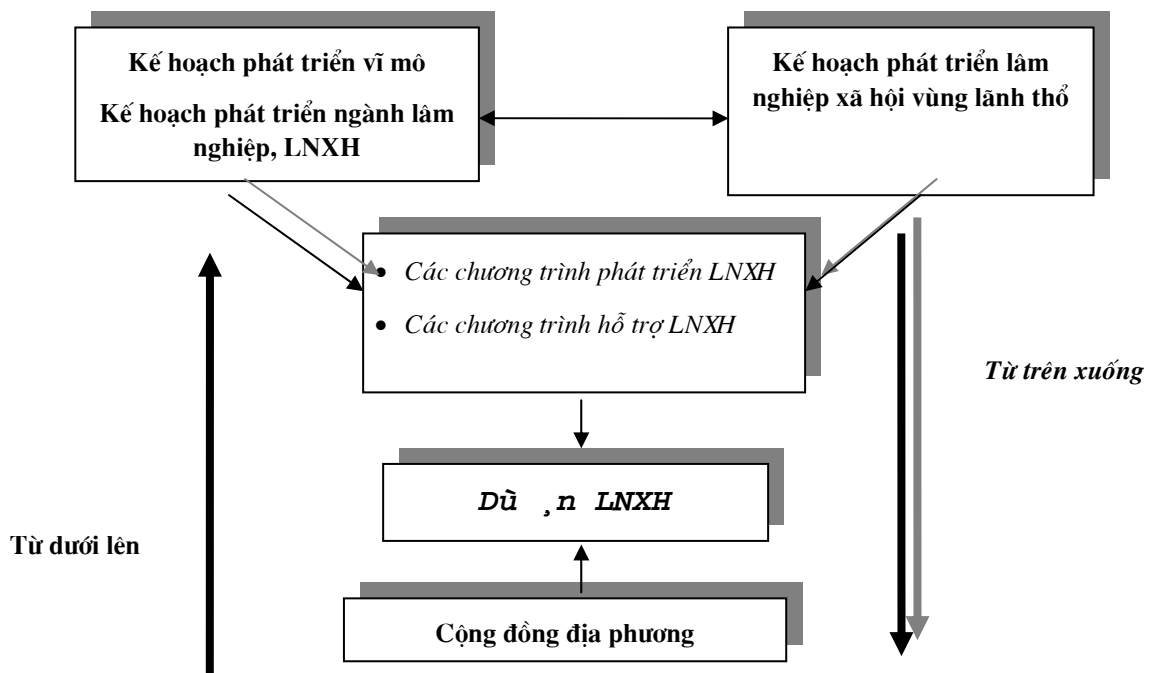 Kế hoạch phát triển vĩ mô
Kế hoạch phát triển ngành lâm
nghiệp, LNXH
Kế hoạch phát triển lâm
nghiệp xã hội vùng lãnh thổ
• Các chương trình phát triển LNXH
• Các chương trình hỗ trợ LNXH
Từ trên xuống
Dù ¸n LNXH
Từ dưới lên
Cộng đồng địa phương